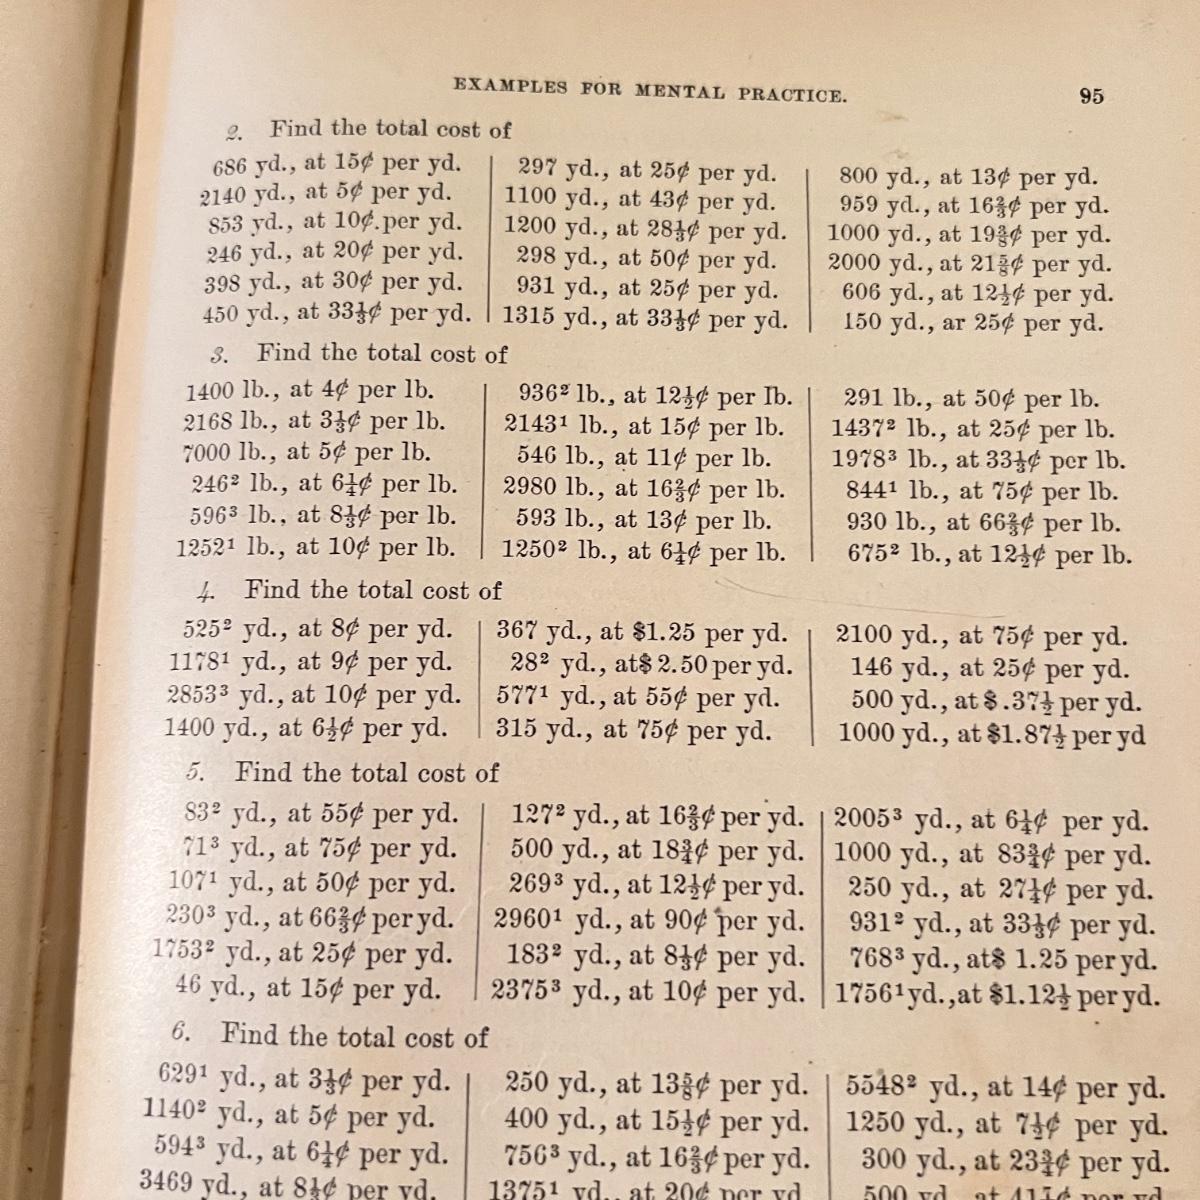 EXAMPLES FOR MENTAL PRACTICE. 95
2. Find the total cost of
686 yd., at 15¢ per yd.
2140 yd., at 5¢ per yd.
853 yd., at 10¢.per yd.
246 yd., at 20¢ per yd.
398 yd., at 30¢ per yd.
450 yd., at 33⅓¢ per yd.
297 yd., at 25¢ per yd.
1100 yd., at 43¢ per yd.
1200 yd., at 28⅓¢ per yd.
298 yd., at 50¢ per yd.
931 yd., at 25¢ per yd.
1315 yd., at 33⅓¢ per yd.
800 yd., at 13¢ per yd.
959 yd., at 16⅔¢ per yd.
1000 yd., at 19⅜¢ per yd.
2000 yd., at 21⅝¢ per yd.
606 yd., at 12½¢ per yd.
150 yd., ar 25¢ per yd.
3. Find the total cost of
1400 lb., at 4¢ per lb.
2168 lb., at 3⅓¢ per lb.
7000 lb., at 5¢ per lb.
246² lb., at 6¼¢ per lb.
596³ lb., at 8⅓¢ per lb.
1252¹ lb., at 10¢ per lb.
936² lb., at 12½¢ per lb.
2143¹ lb., at 15¢ per lb.
546 lb., at 11¢ per lb.
2980 lb., at 16⅔¢ per lb.
593 lb., at 13¢ per lb.
1250² lb., at 6¼¢ per lb.
291 lb., at 50¢ per lb.
1437² lb., at 25¢ per lb.
1978³ lb., at 33⅓¢ per lb.
844¹ lb., at 75¢ per lb.
930 lb., at 66⅔¢ per lb.
675² lb., at 12½¢ per lb.
4. Find the total cost of
525² yd., at 8¢ per yd.
1178¹ yd., at 9¢ per yd.
2853³ yd., at 10¢ per yd.
1400 yd., at 6½¢ per yd.
367 yd., at $1.25 per yd.
28² yd., at $2.50 per yd.
577¹ yd., at 55¢ per yd.
315 yd., at 75¢ per yd.
2100 yd., at 75¢ per yd.
146 yd., at 25¢ per yd.
500 yd., at $.37½ per yd.
1000 yd., at $1.87½ per yd
5. Find the total cost of
83² yd., at 55¢ per yd.
71³ yd., at 75¢ per yd.
107¹ yd., at 50¢ per yd.
230³ yd., at 66⅔¢ per yd.
1753² yd., at 25¢ per yd.
46 yd., at 15¢ per yd.
127² yd., at 16⅔¢ per yd.
500 yd., at 18¾¢ per yd.
269³ yd., at 12½¢ per yd.
2960¹ yd., at 90¢ per yd.
183² yd., at 8⅓¢ per yd.
2375³ yd., at 10¢ per yd.
2005³ yd., at 6¼¢ per yd.
1000 yd., at 83¾¢ per yd.
250 yd., at 27¼¢ per yd.
931² yd., at 33⅓¢ per yd.
768³ yd., at $1.25 per yd.
1756¹ yd., at $1.12½ per yd.
6. Find the total cost of
629¹ yd., at 3⅓¢ per yd.
1140² yd., at 5¢ per yd.
594³ yd., at 6¼¢ per yd.
3469 yd., at 8⅓¢ per yd.
250 yd., at 13⅝¢ per yd.
400 yd., at 15½¢ per yd.
756³ yd., at 16⅔¢ per yd.
1375¹ yd., at 20¢ per yd
5548² yd., at 14¢ per yd.
1250 yd., at 7½¢ per yd.
300 yd., at 23¾¢ per yd.
500 yd at per yd